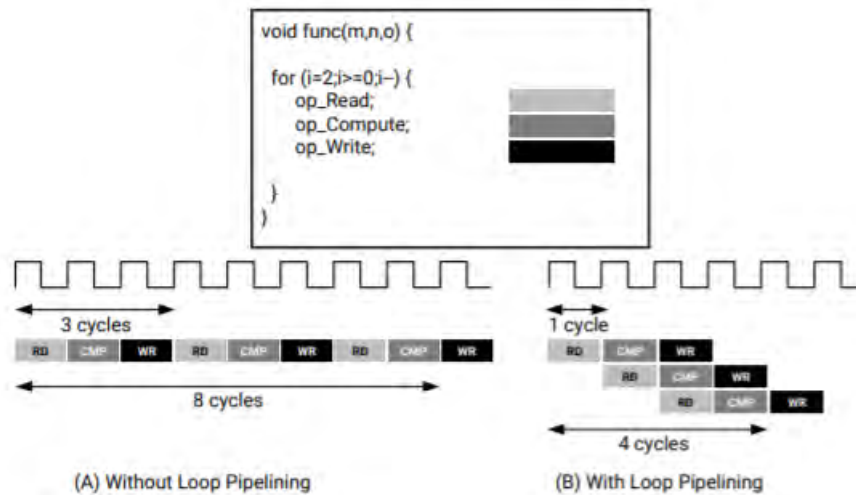 void func(m,n,o) {
for (i=2;i>=0;i–) {
op_Read;
op_Compute;
op_Write;
}
}
3 cycles
RD CMP WR RD CMP WR RD CMP WR
8 cycles
(A) Without Loop Pipelining
1 cycle
RD CMP WR
RD CMP WR
RD CMP WR
4 cycles
(B) With Loop Pipelining